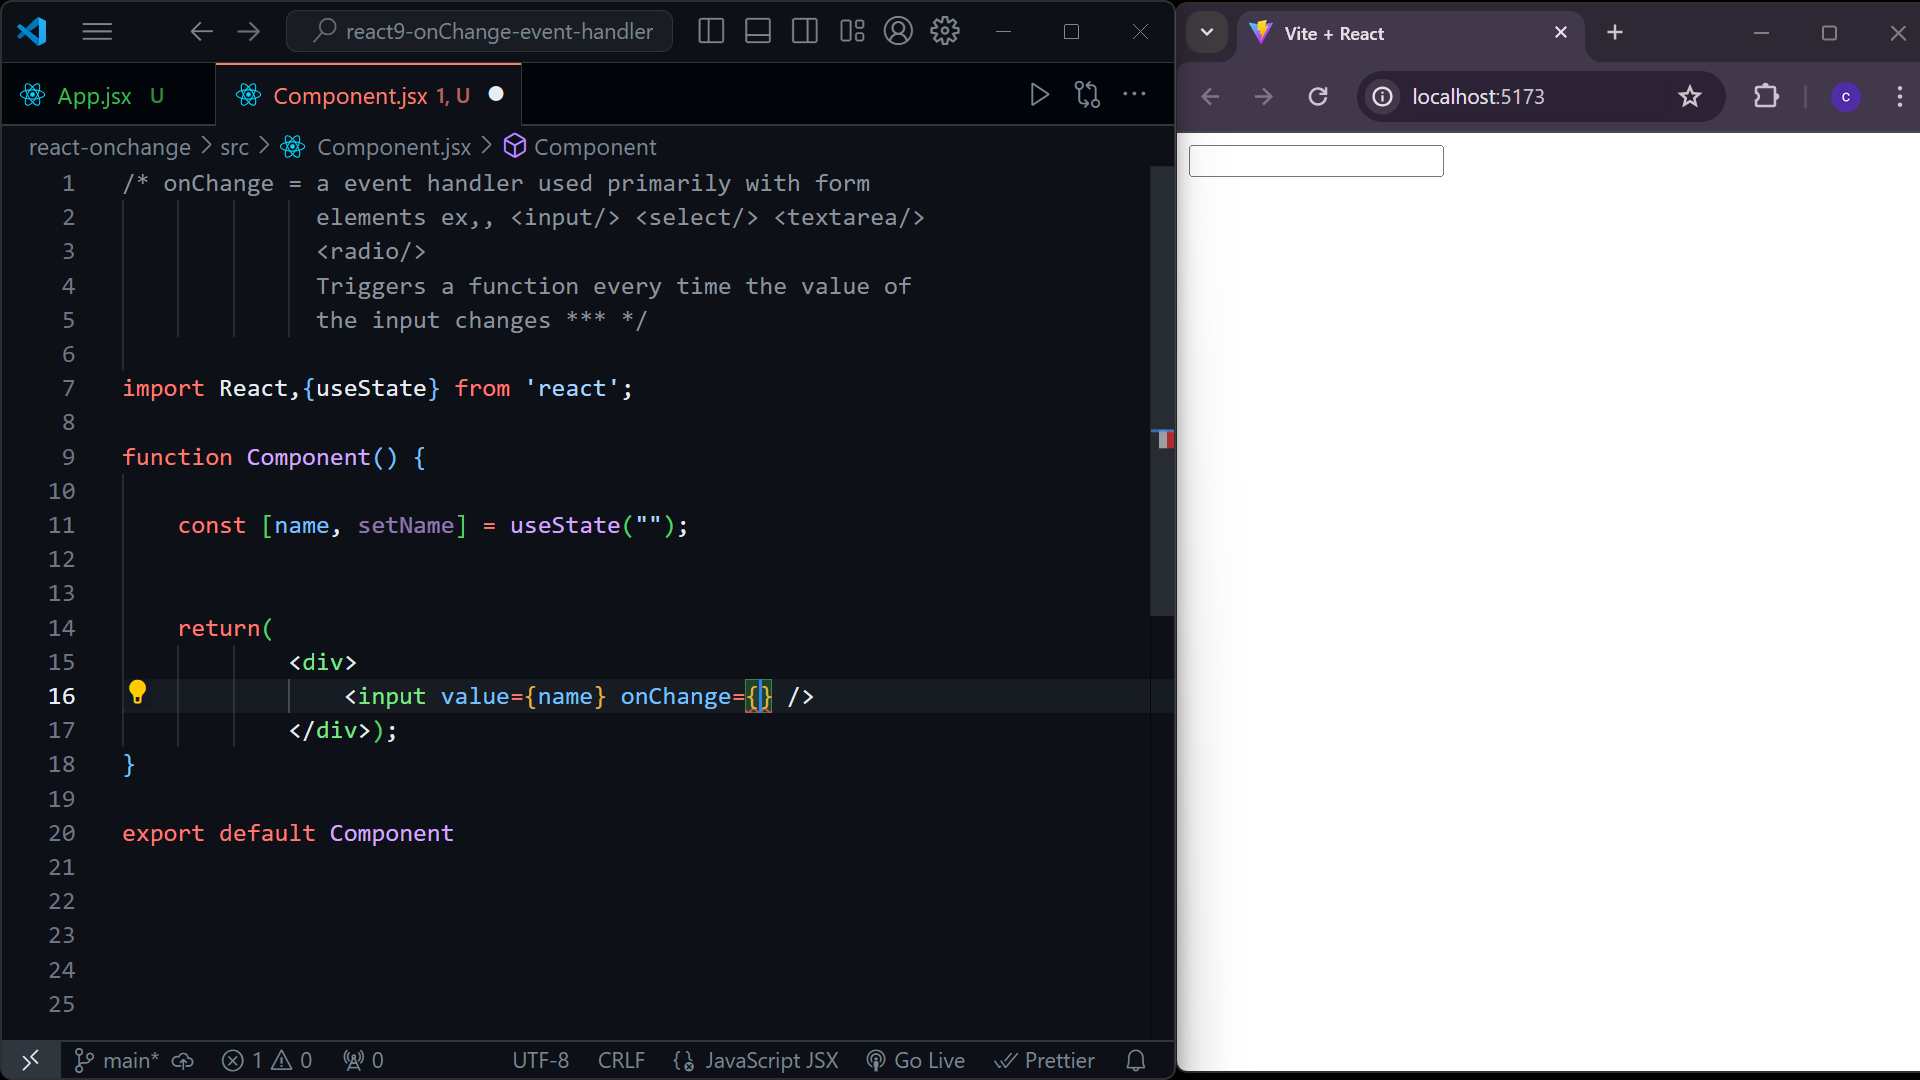 react9-onChange-event-handler
App.jsx U
Component.jsx 1, U
react-onchange > src > Component.jsx > Component
1 /* onChange = a event handler used primarily with form
2 elements ex,, <input/> <select/> <textarea/>
3 <radio/>
4 Triggers a function every time the value of
5 the input changes *** */
6
7 import React,{useState} from 'react';
8
9 function Component() {
10
11 const [name, setName] = useState("");
12
13
14 return(
15 <div>
16 <input value={name} onChange={} />
17 </div>);
18 }
19
20 export default Component
21
22
23
24
25
main* 1 0 0 UTF-8 CRLF JavaScript JSX Go Live Prettier
Vite + React
localhost:5173
c